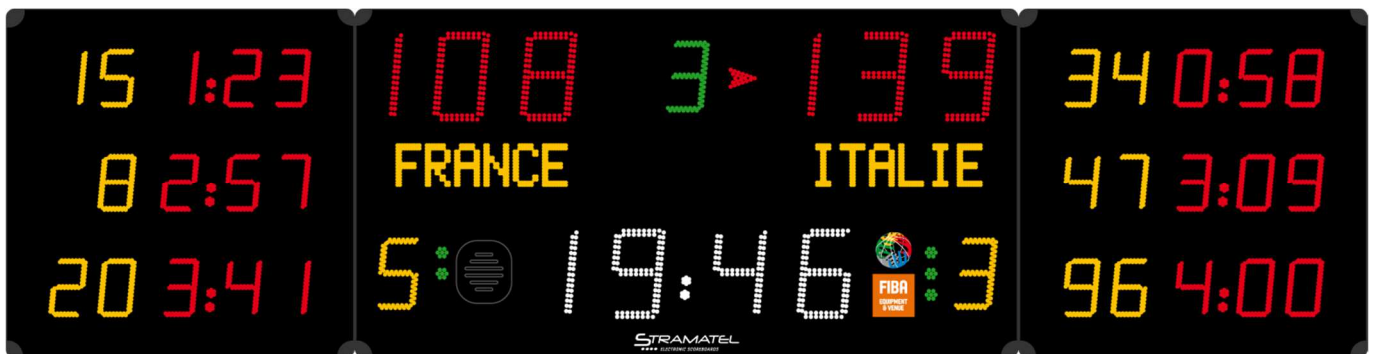 15 1:23
8 2:57
20 3:41
108 3 139
FRANCE ITALIE
5 19:46 3
FIBA
EQUIPMENT
& VENUE
STRAMATEL
ELECTRONIC SCOREBOARDS
34 0:58
47 3:09
96 4:00